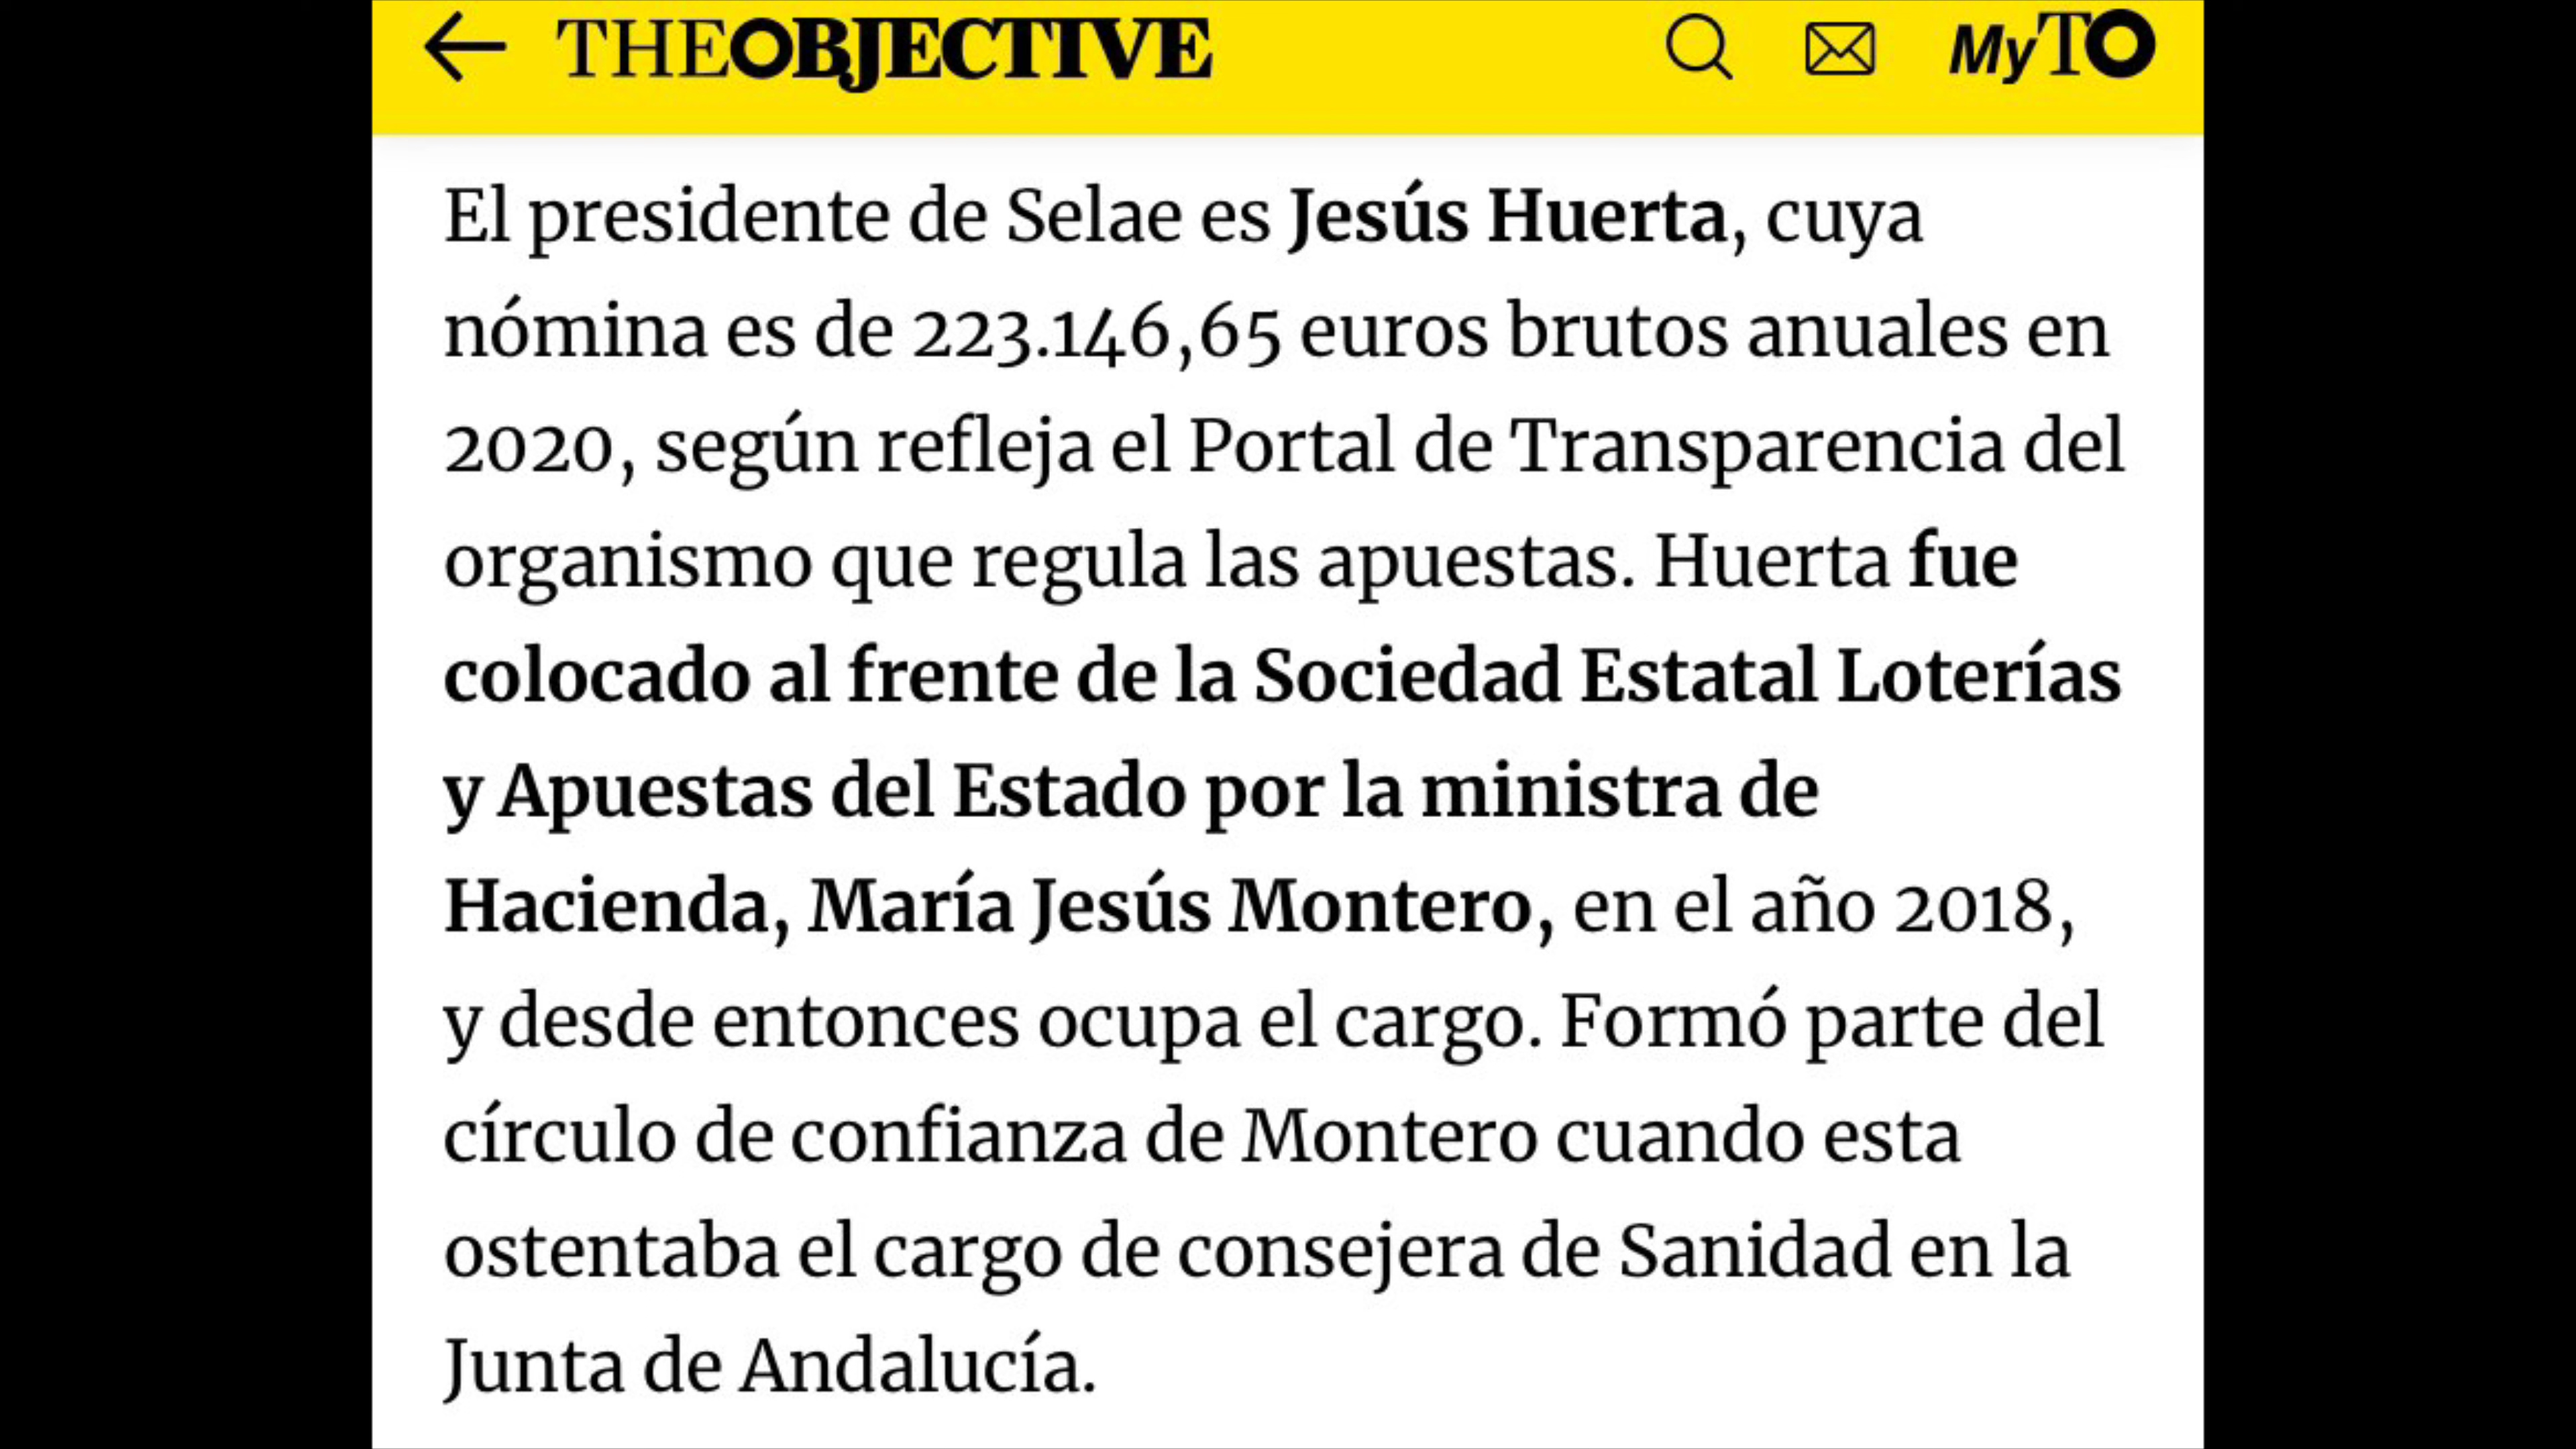 THEOBJECTIVE
MyTO
El presidente de Selae es Jesús Huerta, cuya
nómina es de 223.146,65 euros brutos anuales en
2020, según refleja el Portal de Transparencia del
organismo que regula las apuestas. Huerta fue
colocado al frente de la Sociedad Estatal Loterías
y Apuestas del Estado por la ministra de
Hacienda, María Jesús Montero, en el año 2018,
y desde entonces ocupa el cargo. Formó parte del
círculo de confianza de Montero cuando esta
ostentaba el cargo de consejera de Sanidad en la
Junta de Andalucía.